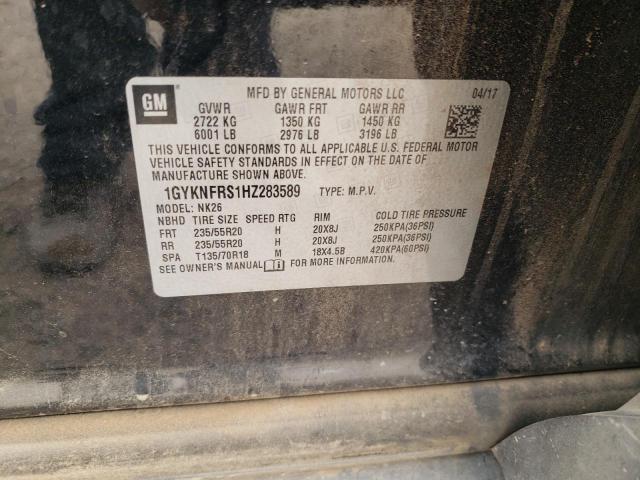 GM
MFD BY GENERAL MOTORS LLC 04/17
GVWR GAWR FRT GAWR RR
2722 KG 1350 KG 1450 KG
6001 LB 2976 LB 3196 LB
THIS VEHICLE CONFORMS TO ALL APPLICABLE U.S. FEDERAL MOTOR
VEHICLE SAFETY STANDARDS IN EFFECT ON THE DATE OF
MANUFACTURE SHOWN ABOVE.
1GYKNFRS1HZ283589 TYPE: M.P.V.
MODEL: NK26
NBHD TIRE SIZE SPEED RTG RIM COLD TIRE PRESSURE
FRT 235/55R20 H 20X8J 250KPA(36PSI)
RR 235/55R20 H 20X8J 250KPA(36PSI)
SPA T135/70R18 M 18X4.5B 420KPA(60PSI)
SEE OWNER'S MANUAL FOR MORE INFORMATION